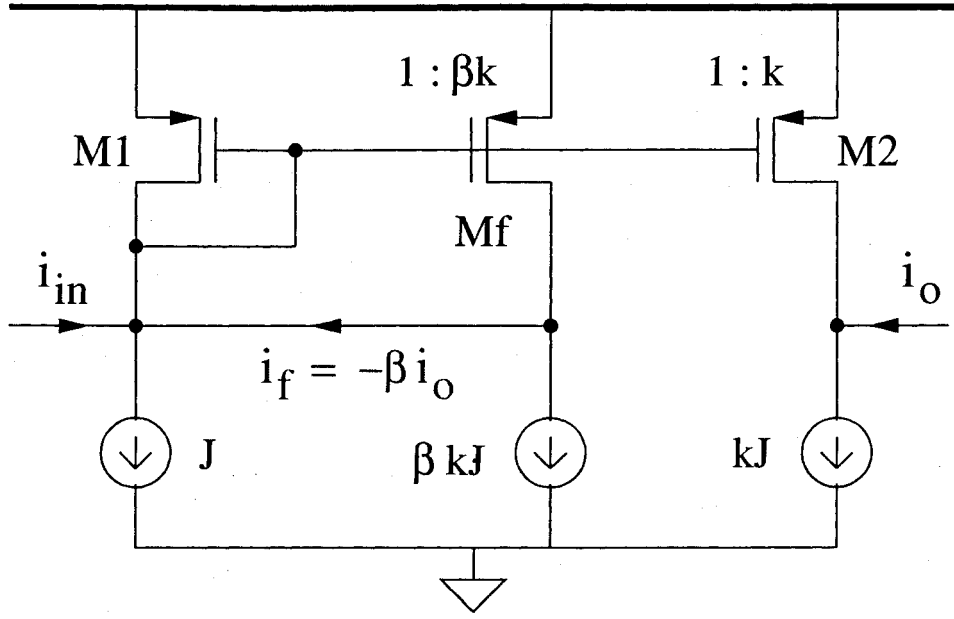 1 : βk
1 : k
M1
M2
Mf
i_in
i_o
i_f = −β i_o
J
β kJ
kJ